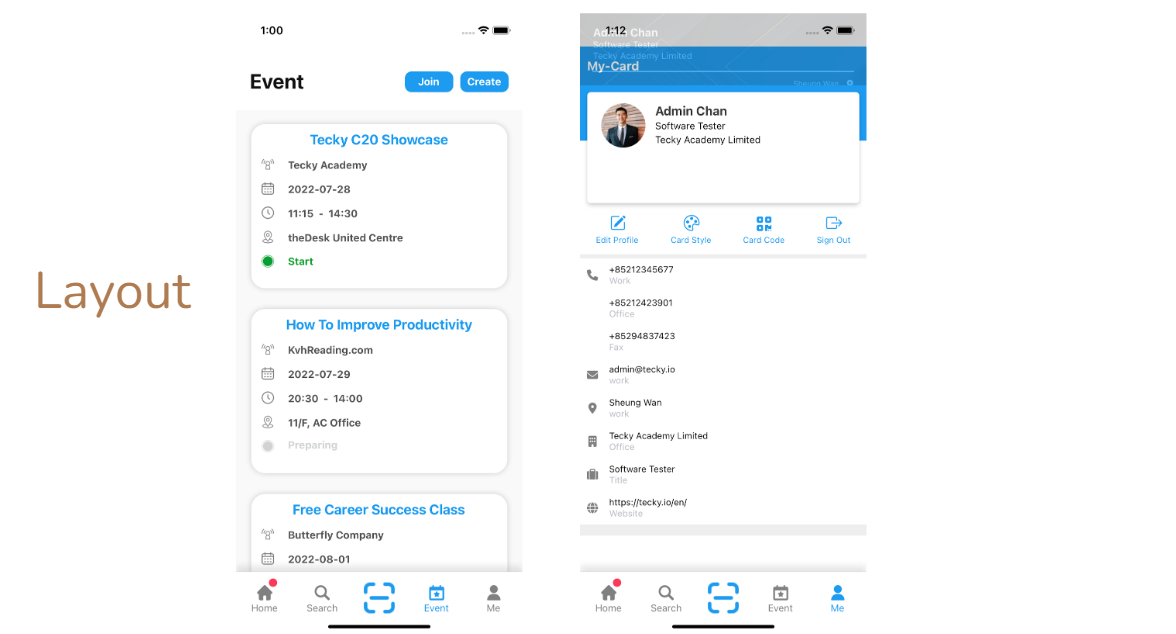 Layout
1:00
Event
Join
Create
Tecky C20 Showcase
Tecky Academy
2022-07-28
11:15 - 14:30
theDesk United Centre
Start
How To Improve Productivity
KvhReading.com
2022-07-29
20:30 - 14:00
11/F, AC Office
Preparing
Free Career Success Class
Butterfly Company
2022-08-01
Home
Search
Event
Me
1:12
Admin Chan
Software Tester
Tecky Academy Limited
My-Card
Sheung Wan
Admin Chan
Software Tester
Tecky Academy Limited
Edit Profile
Card Style
Card Code
Sign Out
+85212345677
Work
+85212423901
Office
+85294837423
Fax
admin@tecky.io
work
Sheung Wan
work
Tecky Academy Limited
Office
Software Tester
Title
https://tecky.io/en/
Website
Home
Search
Event
Me